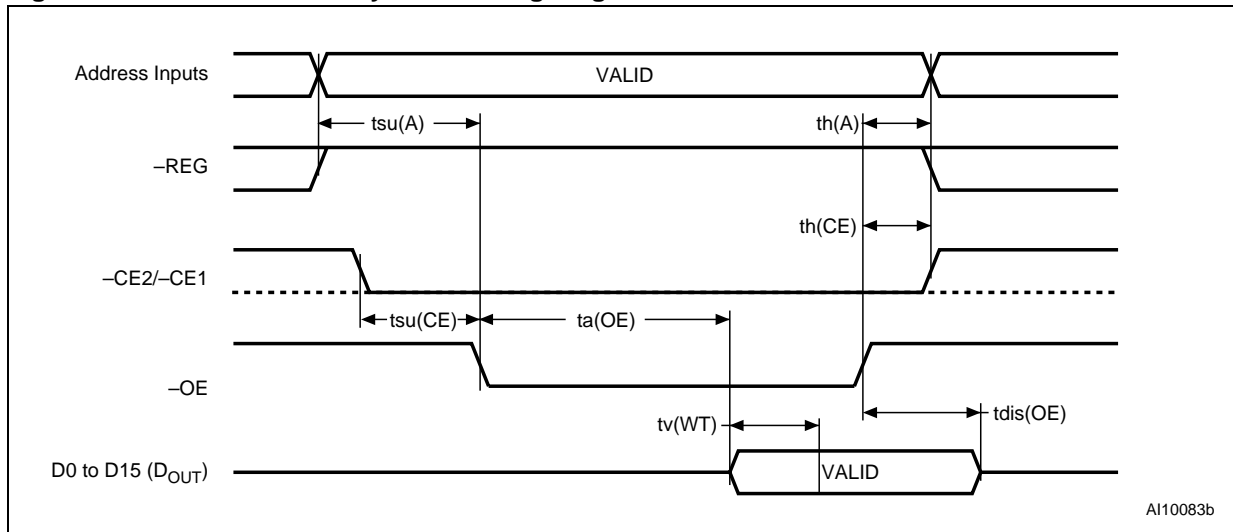 Address Inputs
VALID
tsu(A)
th(A)
–REG
th(CE)
–CE2/–CE1
tsu(CE)
ta(OE)
–OE
tv(WT)
tdis(OE)
D0 to D15 (DOUT)
VALID
AI10083b